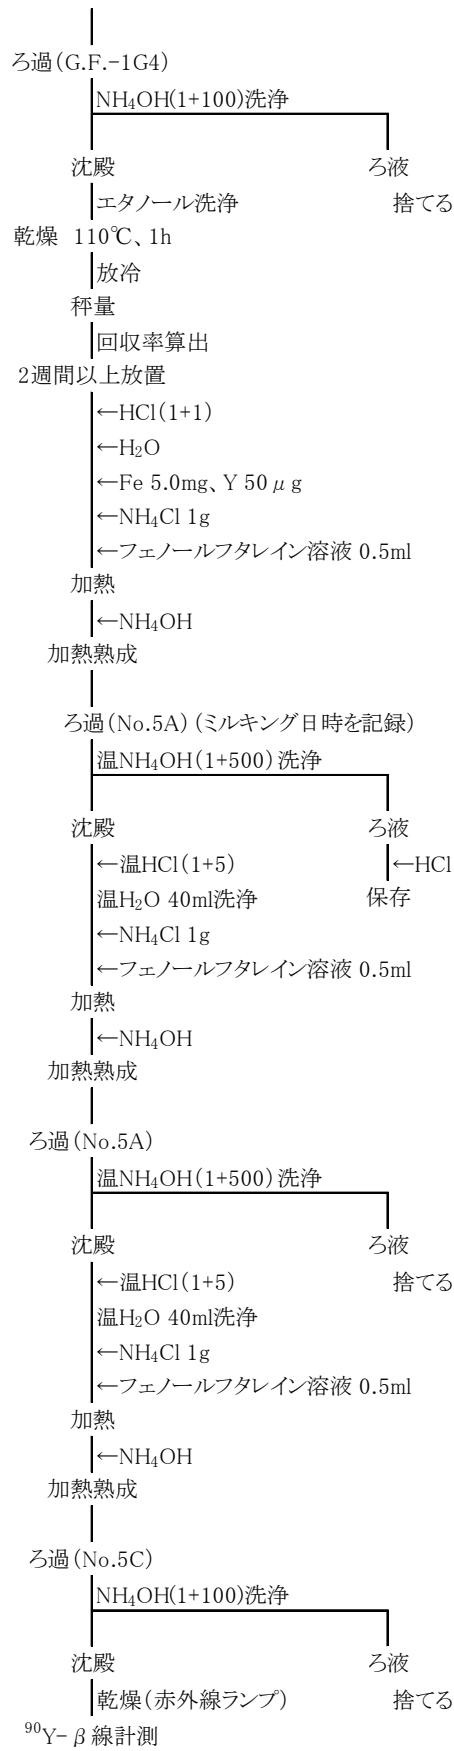 ろ過(G.F.-1G4)
NH₄OH(1+100)洗浄
沈殿 ろ液
エタノール洗浄 捨てる
乾燥 110℃、1h
放冷
秤量
回収率算出
2週間以上放置
←HCl(1+1)
←H₂O
←Fe 5.0mg、Y 50μg
←NH₄Cl 1g
←フェノールフタレイン溶液 0.5ml
加熱
←NH₄OH
加熱熟成
ろ過(No.5A) (ミルキング日時を記録)
温NH₄OH(1+500)洗浄
沈殿 ろ液
←温HCl(1+5) ←HCl
温H₂O 40ml洗浄 保存
←NH₄Cl 1g
←フェノールフタレイン溶液 0.5ml
加熱
←NH₄OH
加熱熟成
ろ過(No.5A)
温NH₄OH(1+500)洗浄
沈殿 ろ液
←温HCl(1+5) 捨てる
温H₂O 40ml洗浄
←NH₄Cl 1g
←フェノールフタレイン溶液 0.5ml
加熱
←NH₄OH
加熱熟成
ろ過(No.5C)
NH₄OH(1+100)洗浄
沈殿 ろ液
乾燥(赤外線ランプ) 捨てる
⁹⁰Y-β線計測